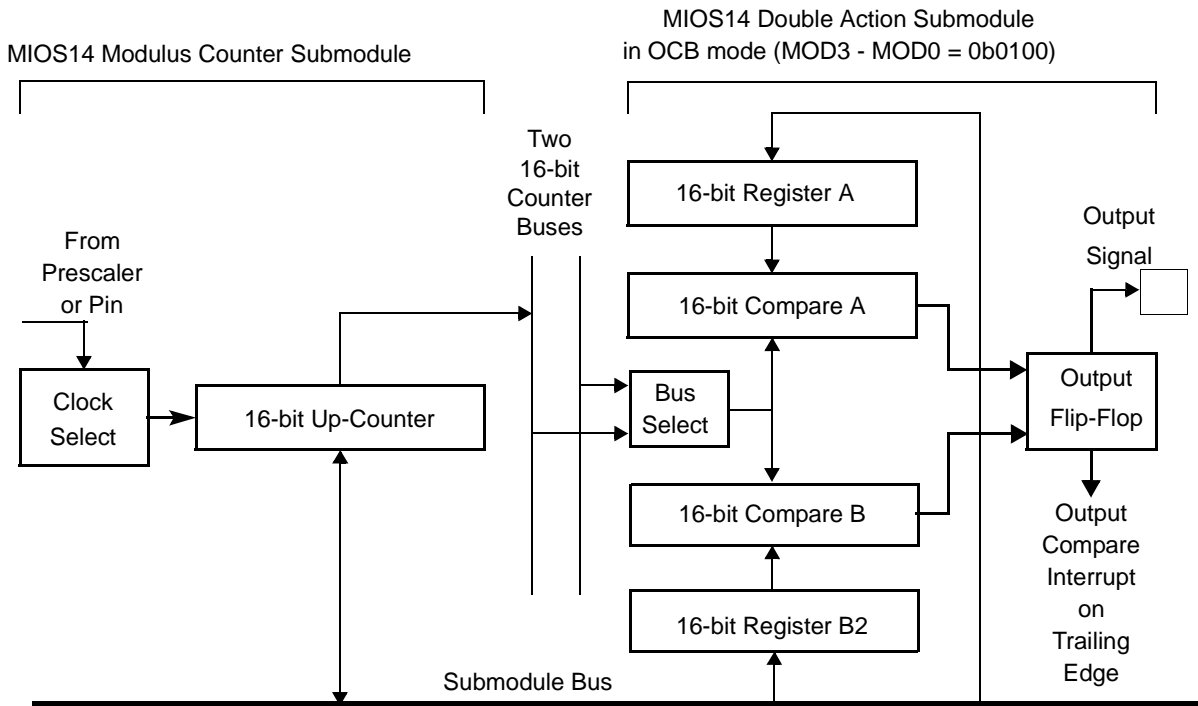 MIOS14 Modulus Counter Submodule
MIOS14 Double Action Submodule
in OCB mode (MOD3 - MOD0 = 0b0100)
Two
16-bit
Counter
Buses
From
Prescaler
or Pin
Clock
Select
16-bit Up-Counter
16-bit Register A
16-bit Compare A
Bus
Select
16-bit Compare B
16-bit Register B2
Output
Signal
Output
Flip-Flop
Output
Compare
Interrupt
on
Trailing
Edge
Submodule Bus